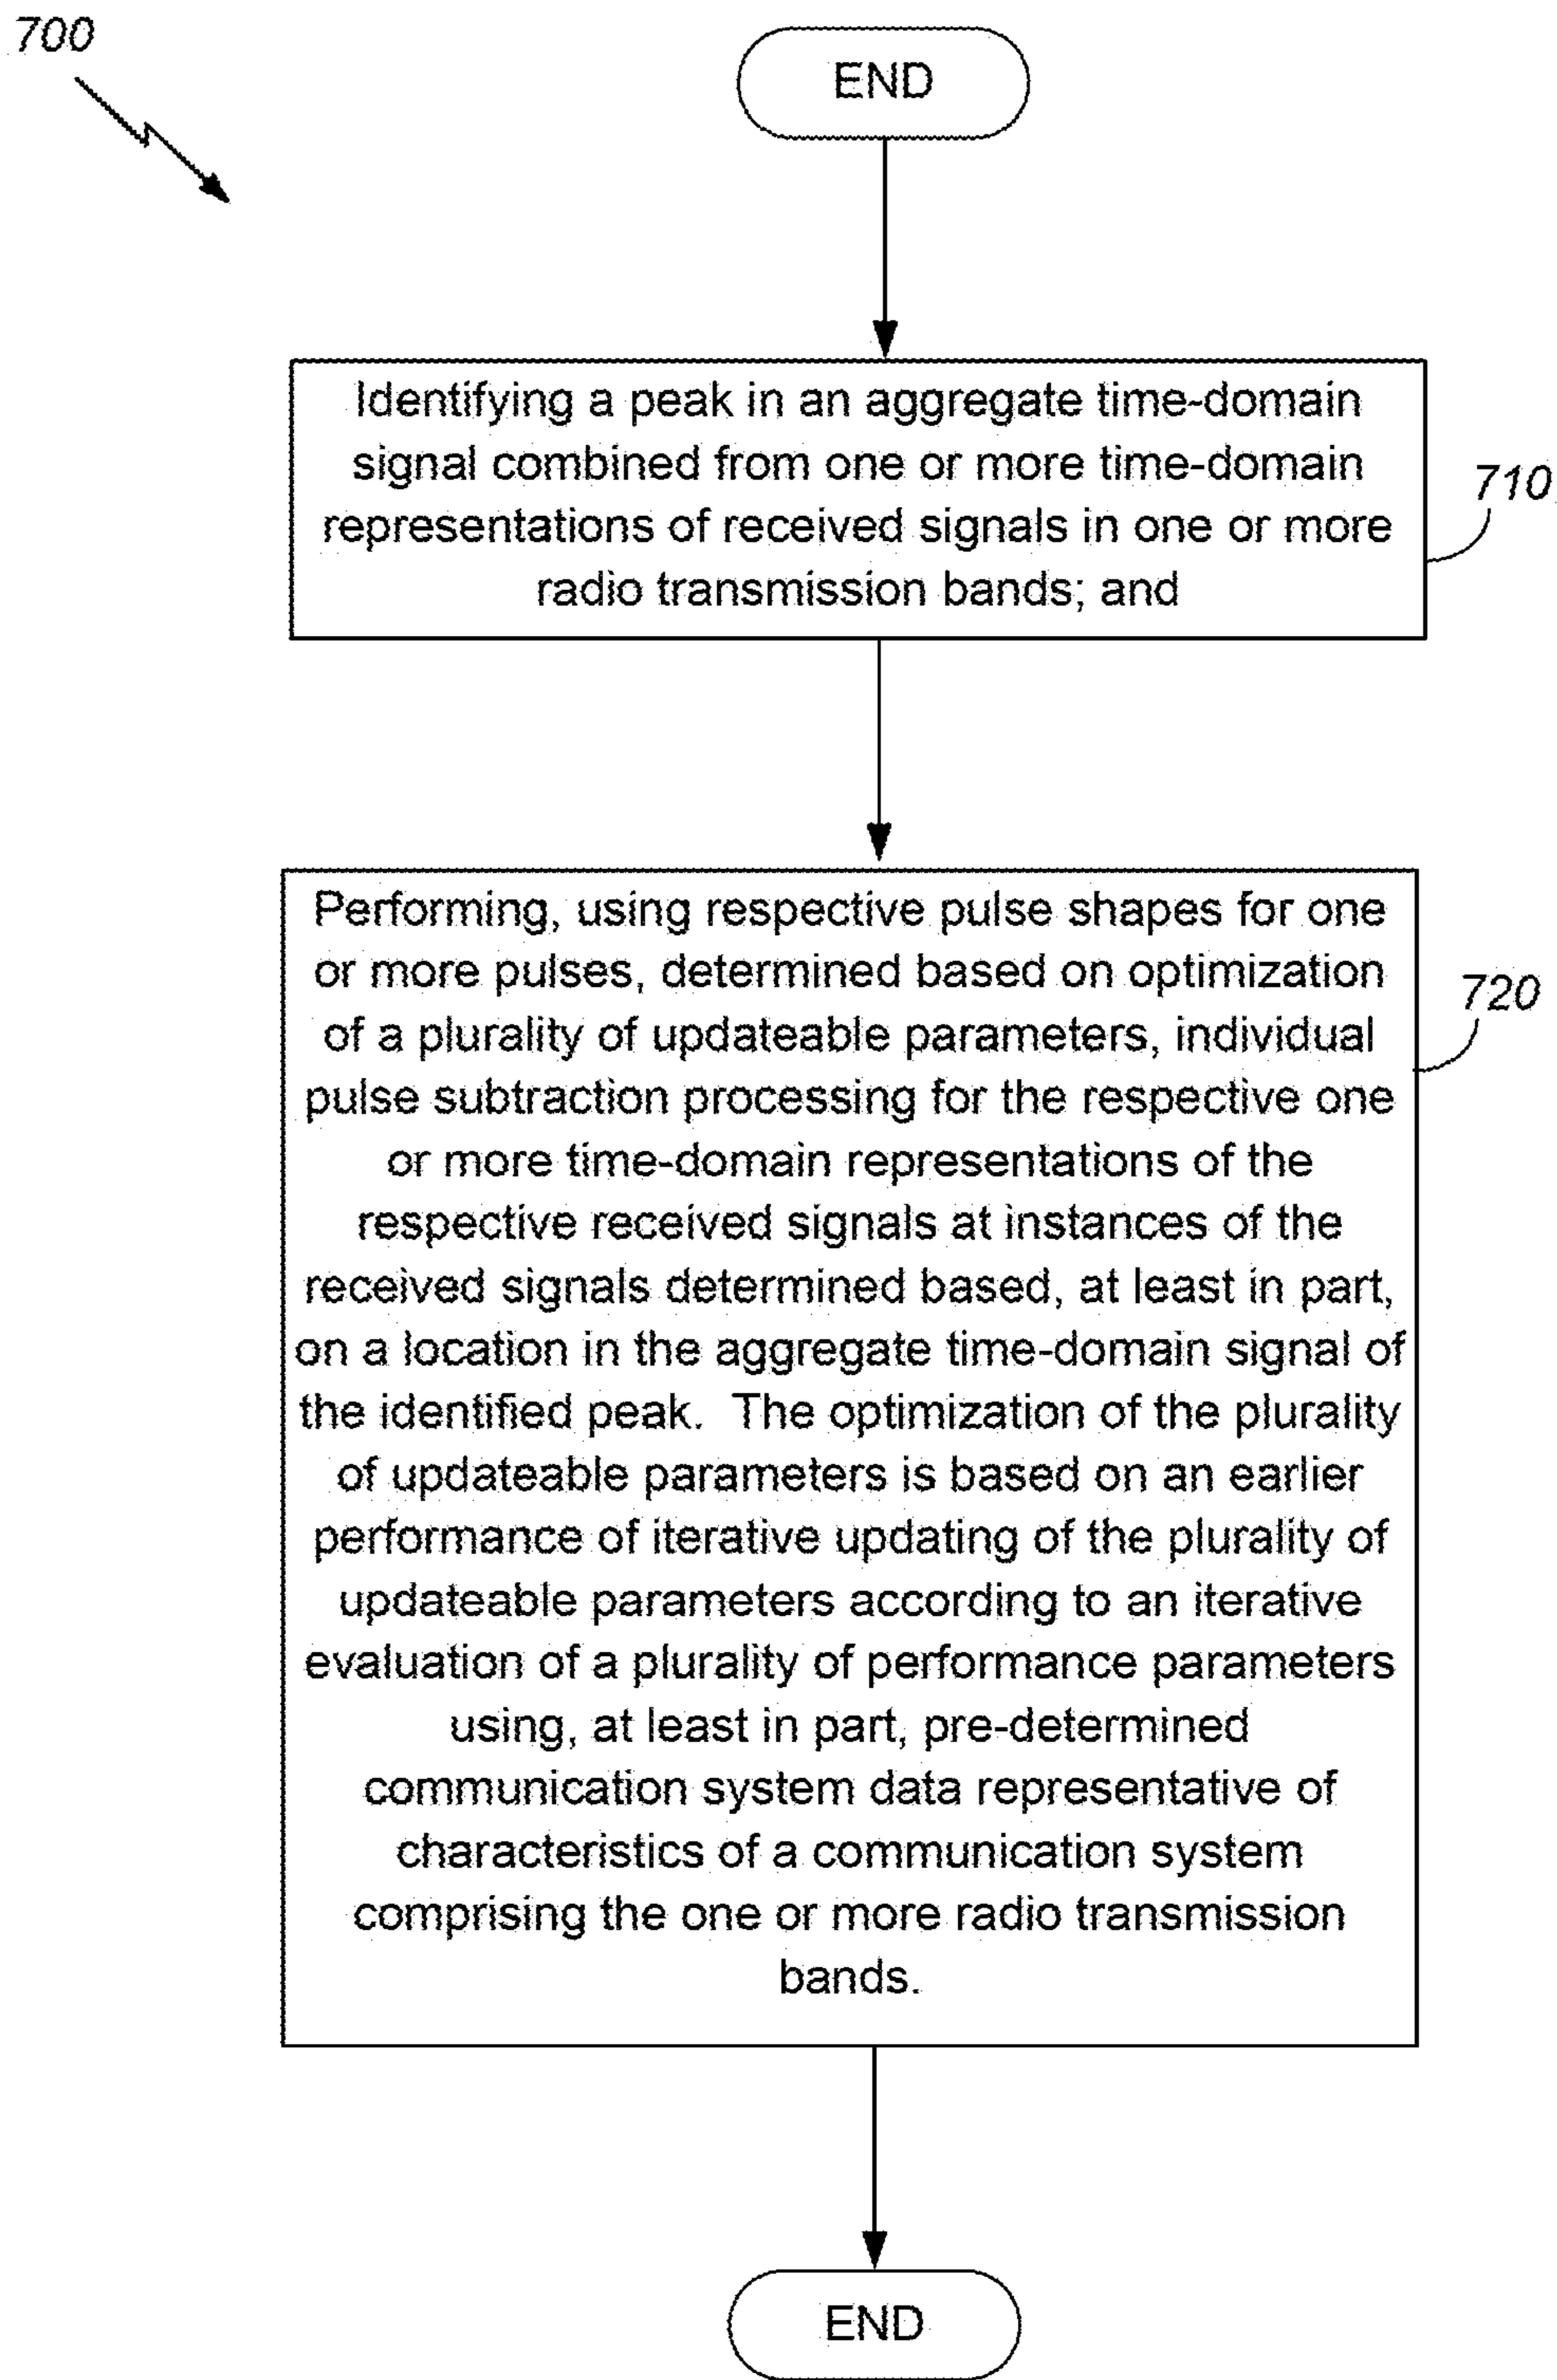 700
END
Identifying a peak in an aggregate time-domain
signal combined from one or more time-domain
representations of received signals in one or more
radio transmission bands; and
710
Performing, using respective pulse shapes for one
or more pulses, determined based on optimization
of a plurality of updateable parameters, individual
pulse subtraction processing for the respective one
or more time-domain representations of the
respective received signals at instances of the
received signals determined based, at least in part,
on a location in the aggregate time-domain signal of
the identified peak.  The optimization of the plurality
of updateable parameters is based on an earlier
performance of iterative updating of the plurality of
updateable parameters according to an iterative
evaluation of a plurality of performance parameters
using, at least in part, pre-determined
communication system data representative of
characteristics of a communication system
comprising the one or more radio transmission
bands.
720
END